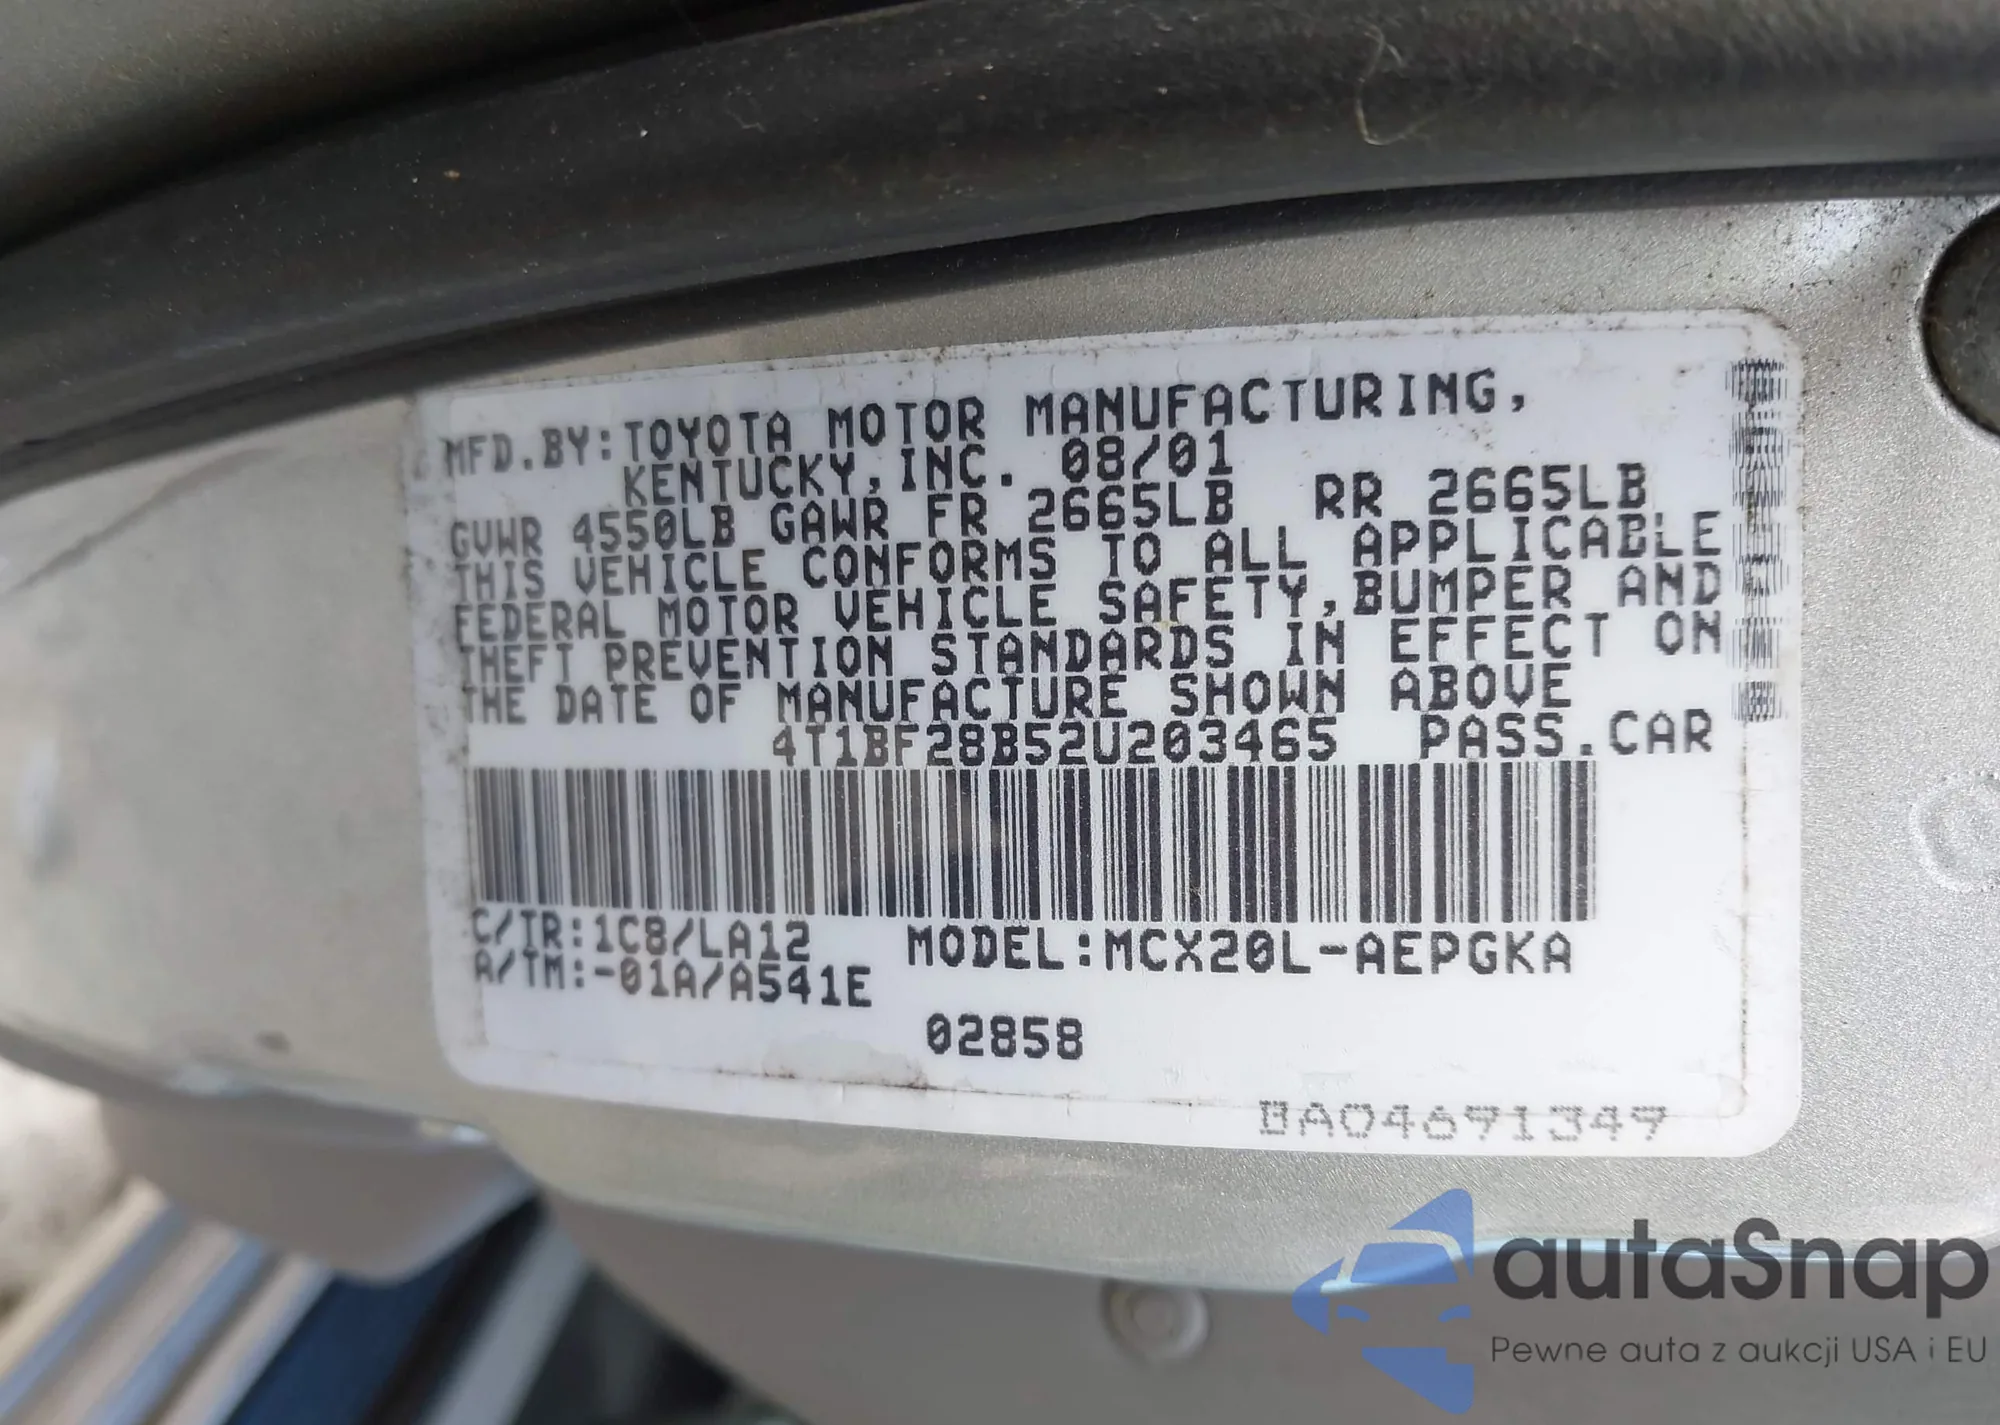 MFD.BY:TOYOTA MOTOR MANUFACTURING,
KENTUCKY,INC. 08/01
GVWR 4550LB GAWR FR 2665LB RR 2665LB
THIS VEHICLE CONFORMS TO ALL APPLICABLE
FEDERAL MOTOR VEHICLE SAFETY,BUMPER AND
THEFT PREVENTION STANDARDS IN EFFECT ON
THE DATE OF MANUFACTURE SHOWN ABOVE
4T1BF28B52U203465 PASS.CAR
C/TR:1C8/LA12 MODEL:MCX20L-AEPGKA
A/TM:-01A/A541E
02858
BA04691349
autaSnap
Pewne auta z aukcji USA i EU